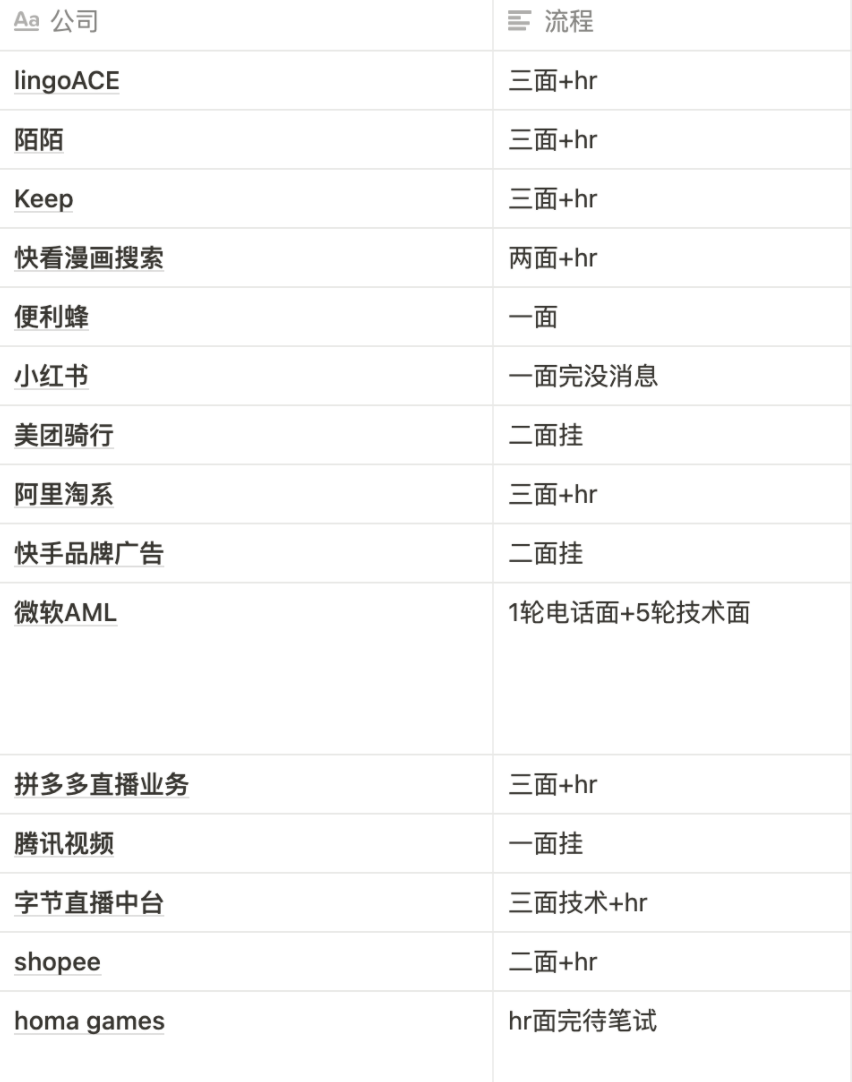 Aa 公司 流程
lingoACE 三面+hr
陌陌 三面+hr
Keep 三面+hr
快看漫画搜索 两面+hr
便利蜂 一面
小红书 一面完没消息
美团骑行 二面挂
阿里淘系 三面+hr
快手品牌广告 二面挂
微软AML 1轮电话面+5轮技术面
拼多多直播业务 三面+hr
腾讯视频 一面挂
字节直播中台 三面技术+hr
shopee 二面+hr
homa games hr面完待笔试